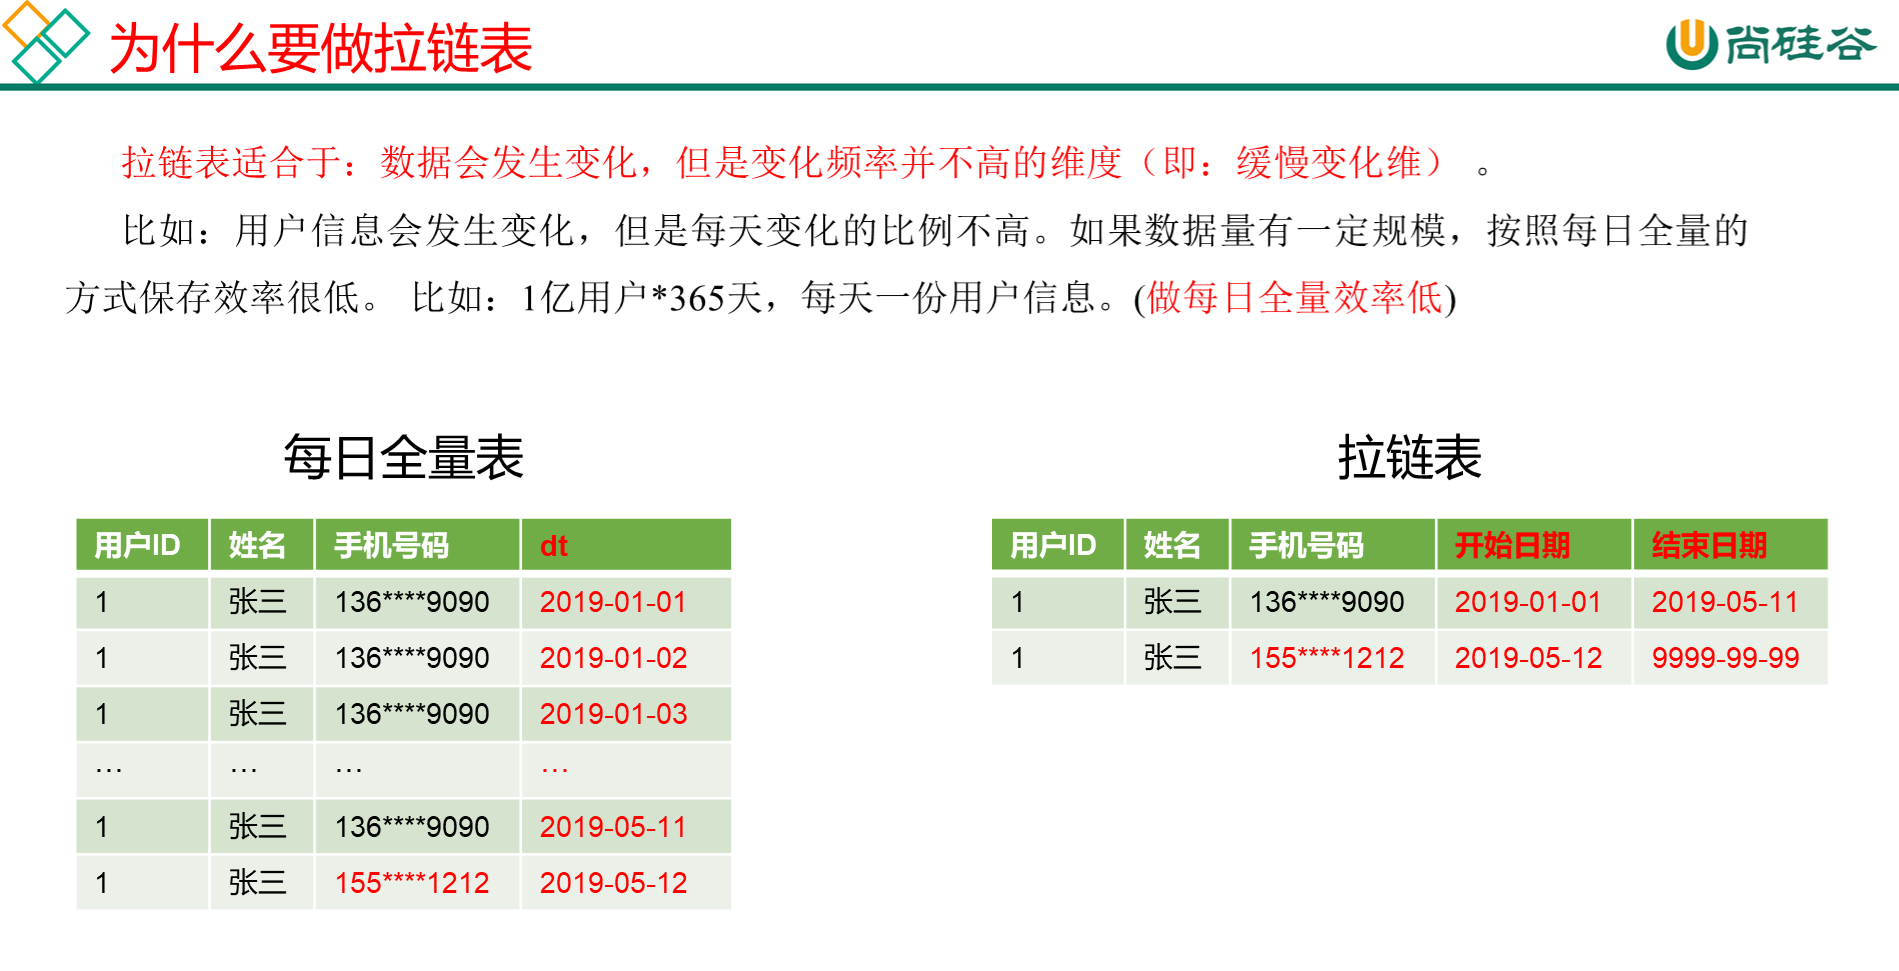 为什么要做拉链表
尚硅谷
拉链表适合于：数据会发生变化，但是变化频率并不高的维度（即：缓慢变化维） 。
比如：用户信息会发生变化，但是每天变化的比例不高。如果数据量有一定规模，按照每日全量的
方式保存效率很低。 比如：1亿用户*365天，每天一份用户信息。(做每日全量效率低)
每日全量表
用户ID 姓名 手机号码 dt
1 张三 136****9090 2019-01-01
1 张三 136****9090 2019-01-02
1 张三 136****9090 2019-01-03
… … … …
1 张三 136****9090 2019-05-11
1 张三 155****1212 2019-05-12
拉链表
用户ID 姓名 手机号码 开始日期 结束日期
1 张三 136****9090 2019-01-01 2019-05-11
1 张三 155****1212 2019-05-12 9999-99-99